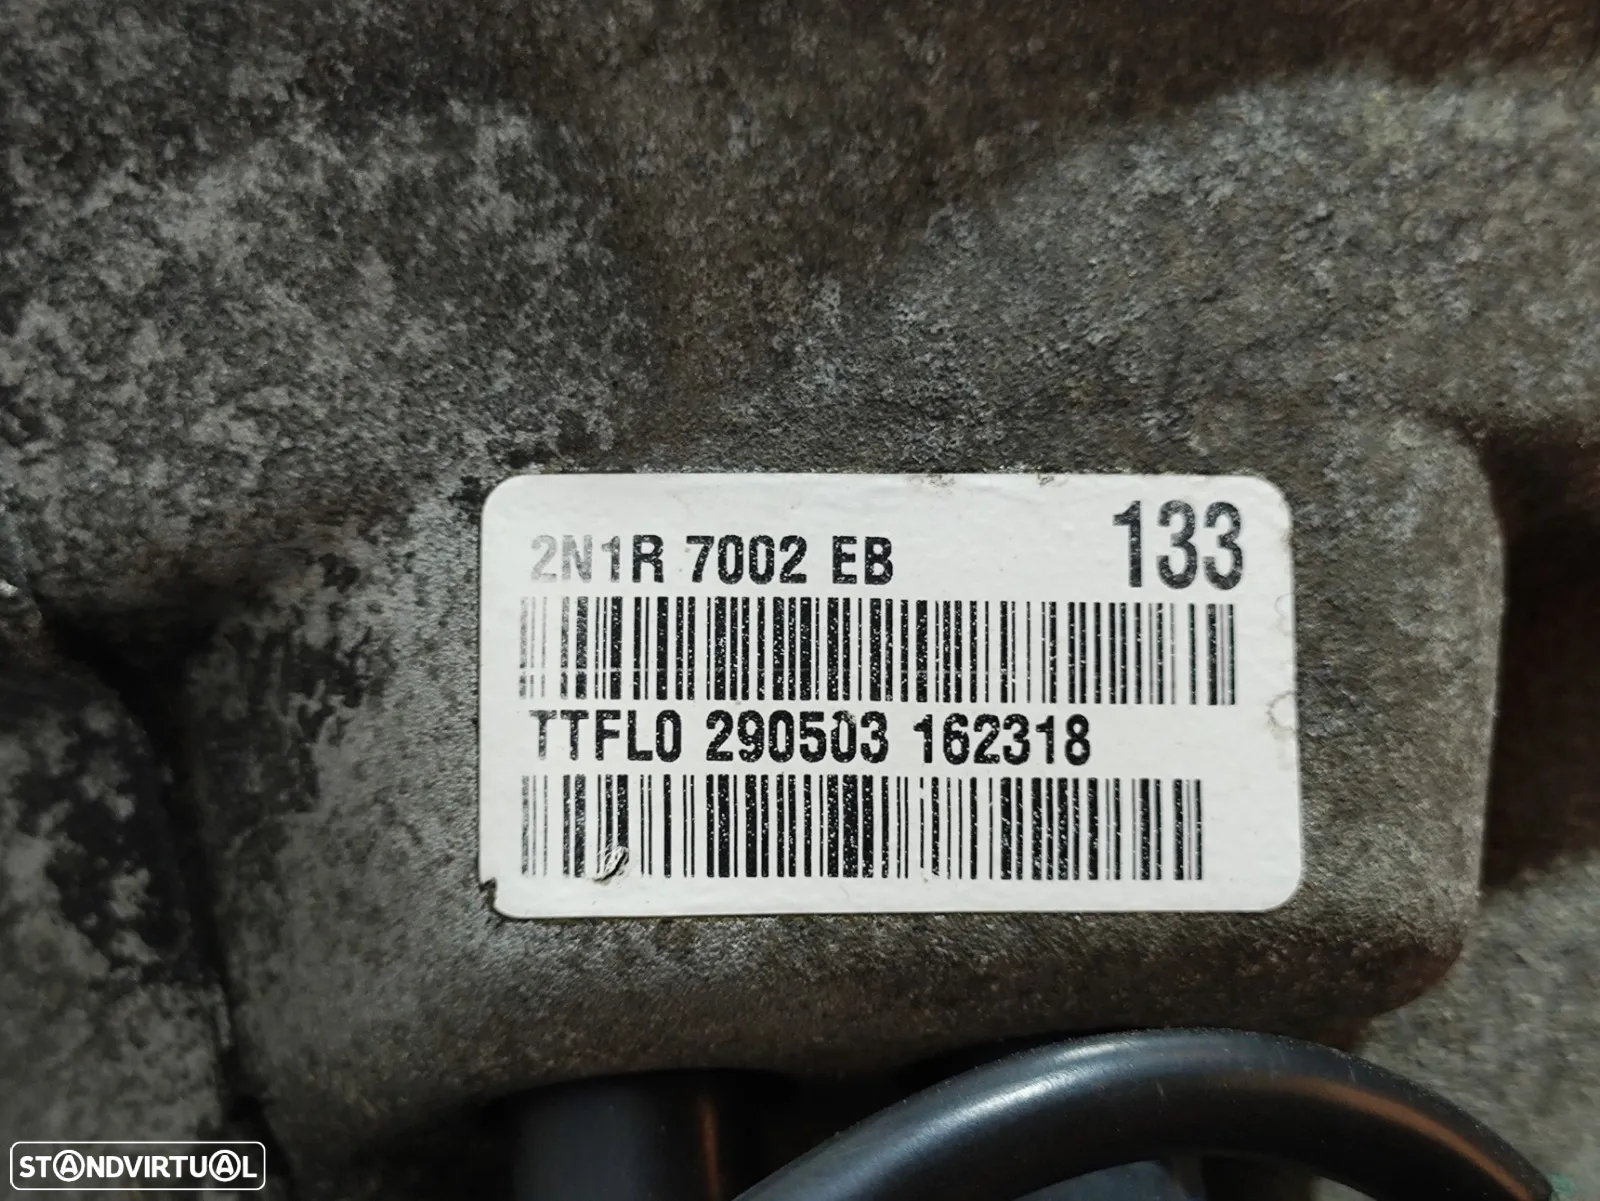 2N1R 7002 EB 133
TTFL0 290503 162318
STANDVIRTUAL